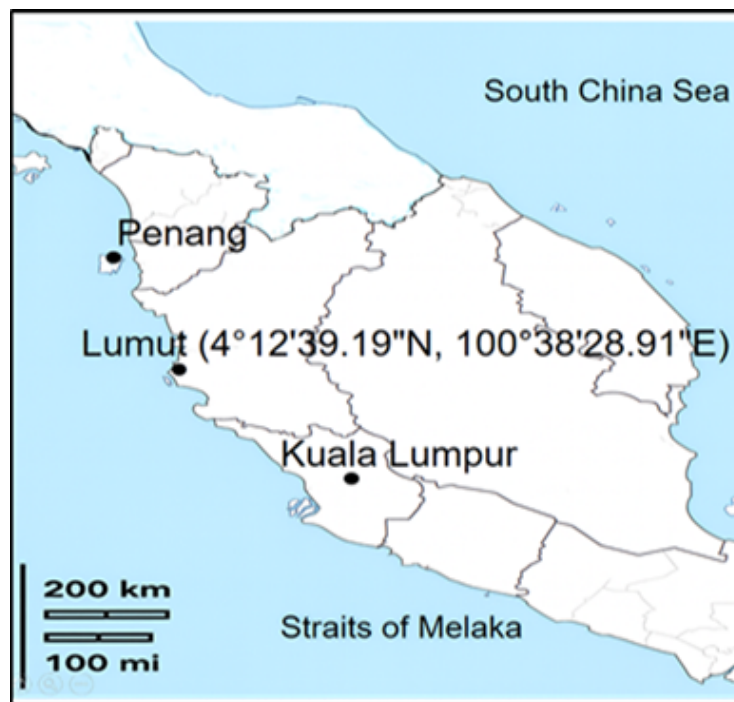 South China Sea
Penang
Lumut (4°12'39.19"N, 100°38'28.91"E)
Kuala Lumpur
200 km
100 mi
Straits of Melaka